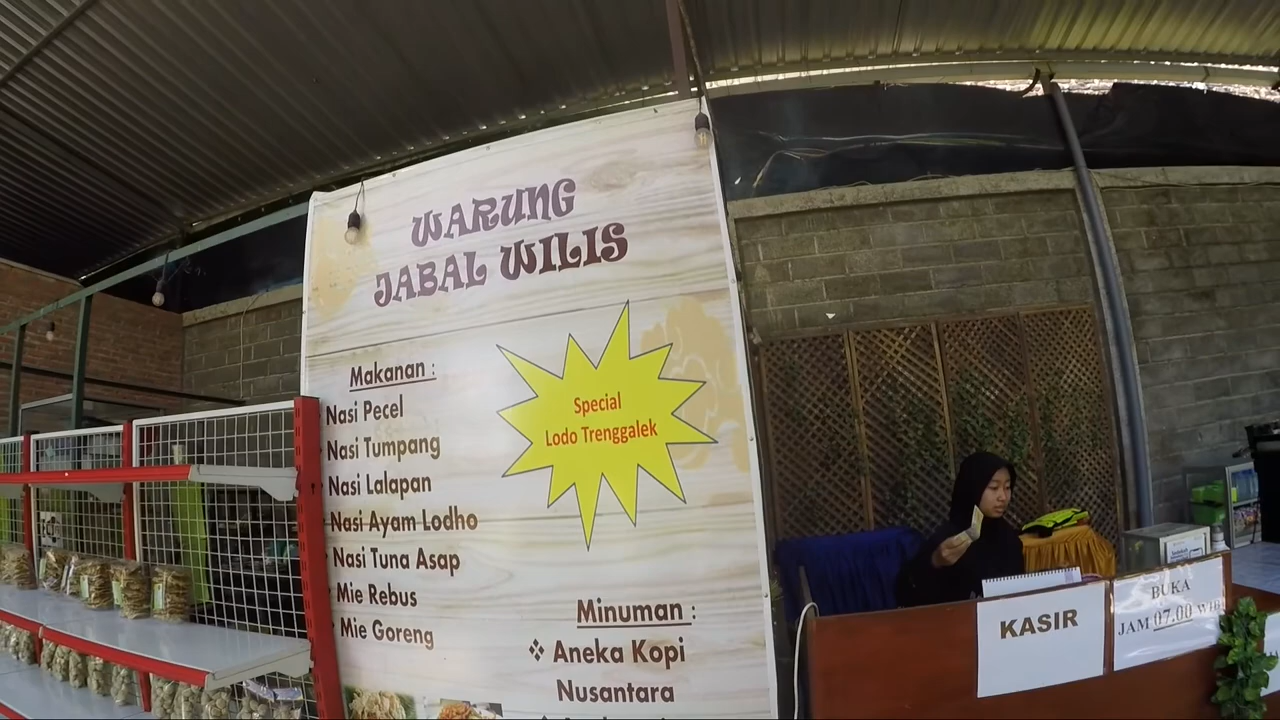 WARUNG
JABAL WILIS
Makanan :
Nasi Pecel
Nasi Tumpang
Nasi Lalapan
Nasi Ayam Lodho
Nasi Tuna Asap
Mie Rebus
Mie Goreng
Special
Lodo Trenggalek
Minuman :
❖ Aneka Kopi
Nusantara
KASIR
BUKA
JAM 07.00 WIB